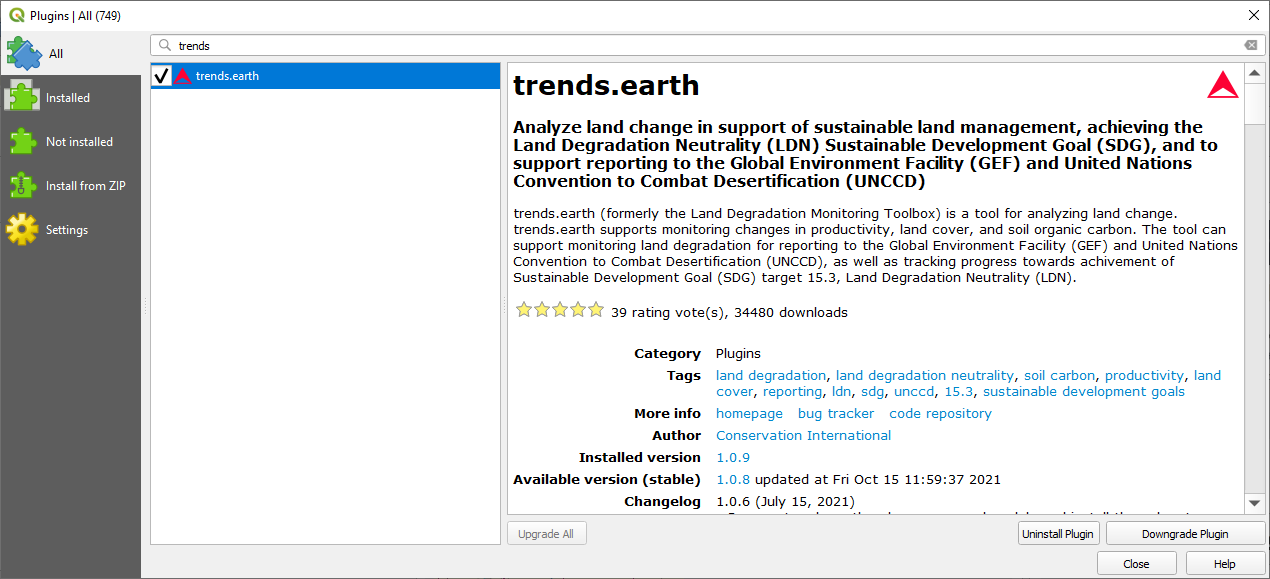 Plugins | All (749)
All
Installed
Not installed
Install from ZIP
Settings
trends
trends.earth
trends.earth
Analyze land change in support of sustainable land management, achieving the
Land Degradation Neutrality (LDN) Sustainable Development Goal (SDG), and to
support reporting to the Global Environment Facility (GEF) and United Nations
Convention to Combat Desertification (UNCCD)
trends.earth (formerly the Land Degradation Monitoring Toolbox) is a tool for analyzing land change.
trends.earth supports monitoring changes in productivity, land cover, and soil organic carbon. The tool can
support monitoring land degradation for reporting to the Global Environment Facility (GEF) and United Nations
Convention to Combat Desertification (UNCCD), as well as tracking progress towards achivement of
Sustainable Development Goal (SDG) target 15.3, Land Degradation Neutrality (LDN).
39 rating vote(s), 34480 downloads
Category Plugins
Tags land degradation, land degradation neutrality, soil carbon, productivity, land
cover, reporting, ldn, sdg, unccd, 15.3, sustainable development goals
More info homepage bug tracker code repository
Author Conservation International
Installed version 1.0.9
Available version (stable) 1.0.8 updated at Fri Oct 15 11:59:37 2021
Changelog 1.0.6 (July 15, 2021)
Upgrade All
Uninstall Plugin
Downgrade Plugin
Close
Help